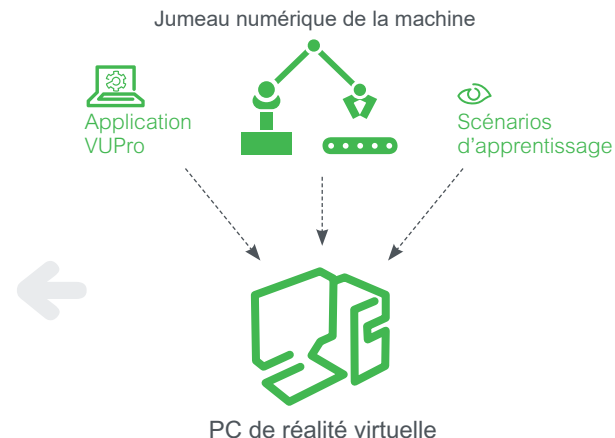 Jumeau numérique de la machine
Application
VUPro
Scénarios
d'apprentissage
PC de réalité virtuelle